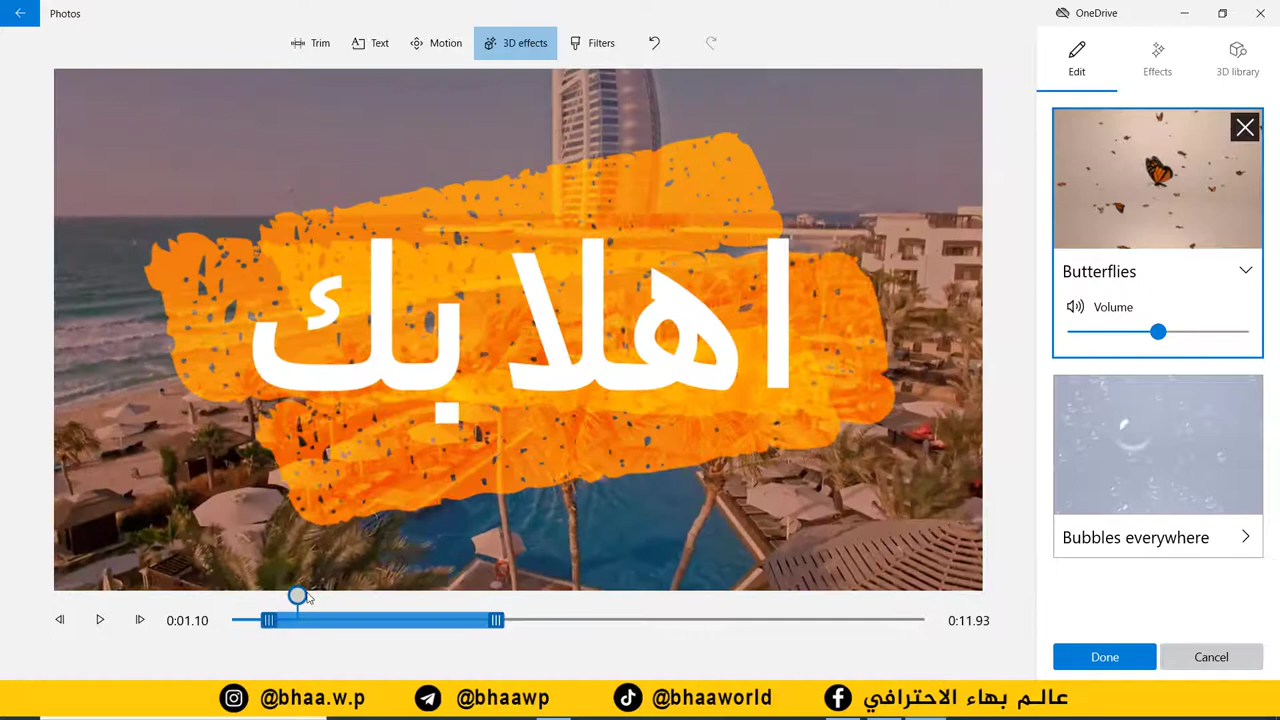 Photos
OneDrive
Trim
Text
Motion
3D effects
Filters
Edit
Effects
3D library
اهلا بك
Butterflies
Volume
Bubbles everywhere
0:01.10
0:11.93
Done
Cancel
@bhaa.w.p
@bhaawp
@bhaaworld
عالم بهاء الاحترافي